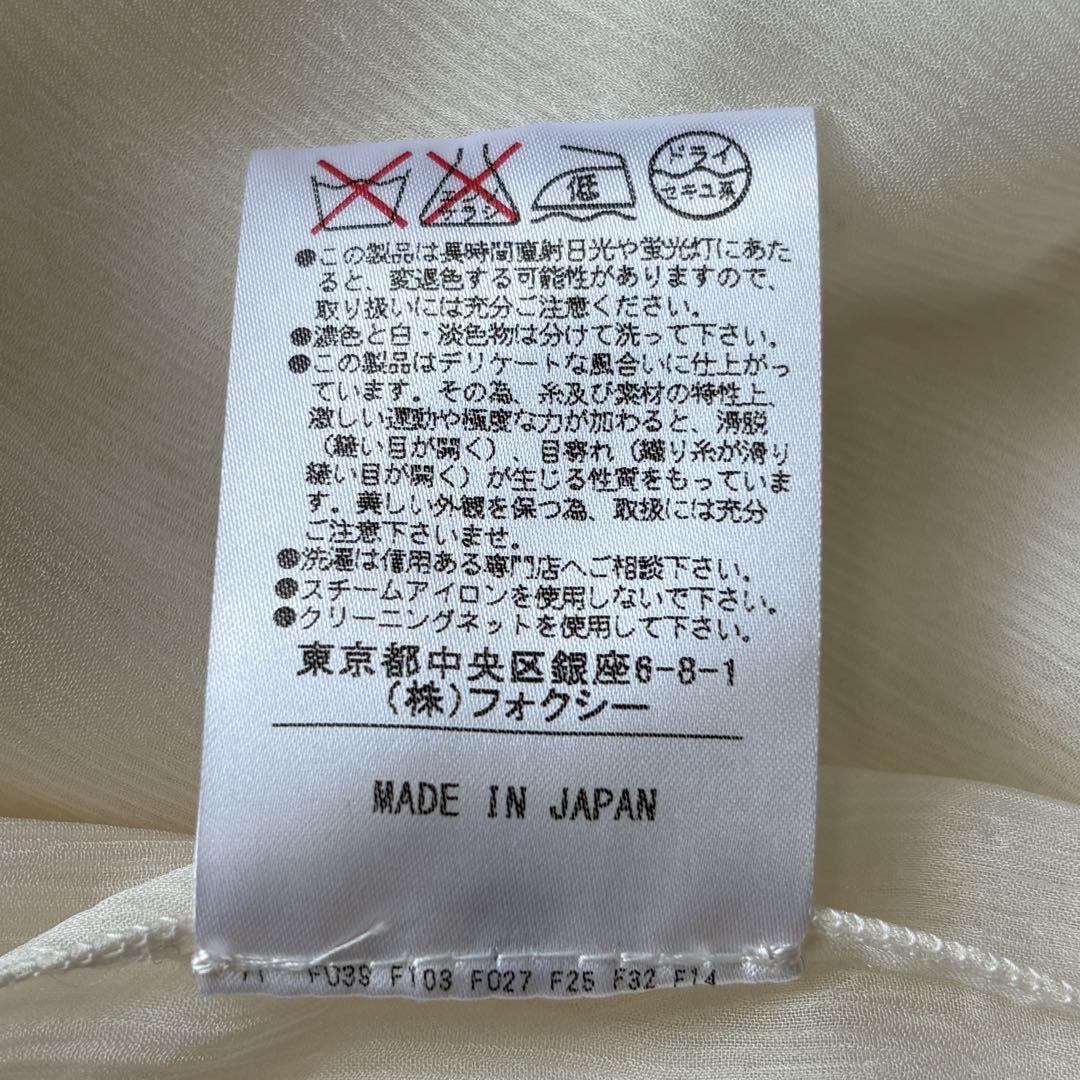 エンソ
サラシ
低
ドライ
セキユ系
●この製品は長時間直射日光や蛍光灯にあた
ると、変退色する可能性がありますので、
取り扱いには充分ご注意ください。
●濃色と白・淡色物は分けて洗って下さい。
●この製品はデリケートな風合いに仕上がっ
ています。その為、糸及び素材の特性上、
激しい運動や極度な力が加わると、滑脱
(縫い目が開く)、目寄れ(織り糸が滑り
縫い目が開く)が生じる性質をもっていま
す。美しい外観を保つ為、取扱には充分
ご注意下さいませ。
●洗濯は信用ある専門店へご相談下さい。
●スチームアイロンを使用しないで下さい。
●クリーニングネットを使用して下さい。
東京都中央区銀座6-8-1
(株)フォクシー
MADE IN JAPAN
F039 F103 F027 F25 F32 F14